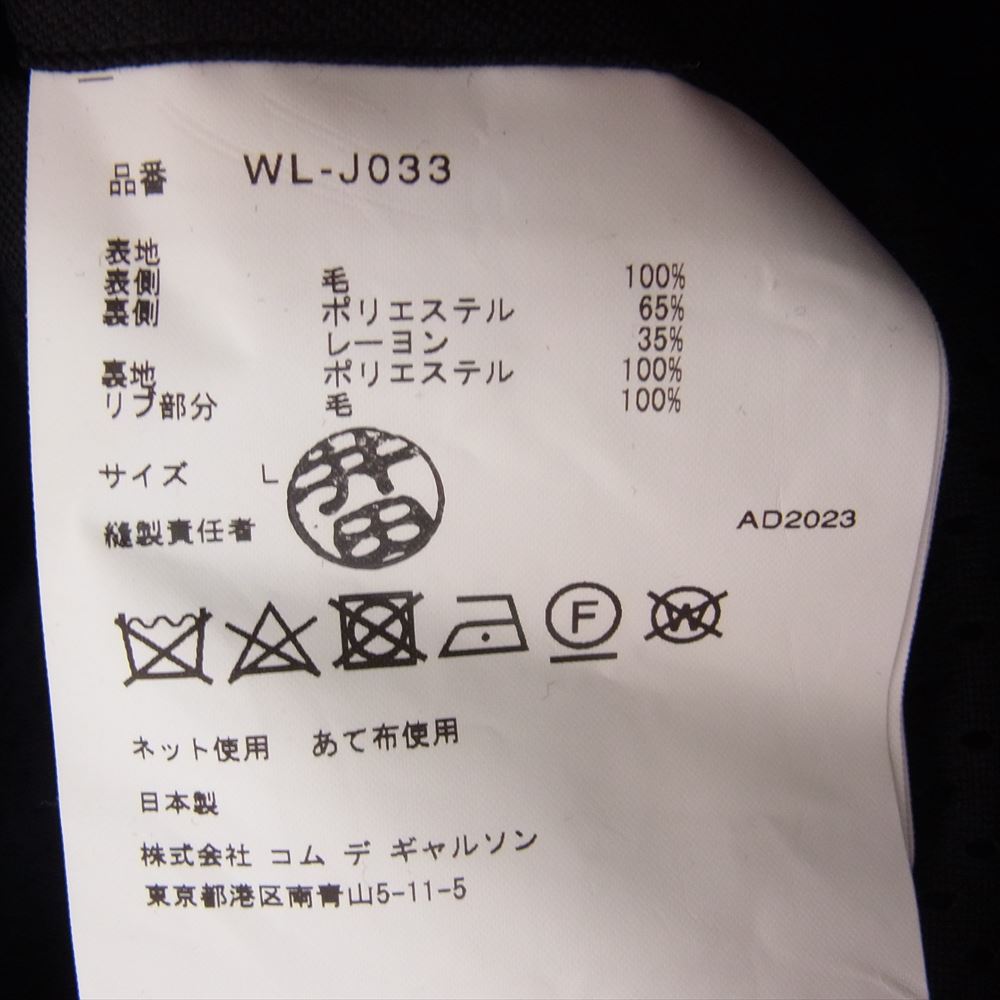 品番 WL-J033
表地
表側 毛 100%
裏側 ポリエステル 65%
レーヨン 35%
裏地 ポリエステル 100%
リブ部分 毛 100%
サイズ L
縫製責任者
AD2023
F W
ネット使用 あて布使用
日本製
株式会社 コム デ ギャルソン
東京都港区南青山5-11-5